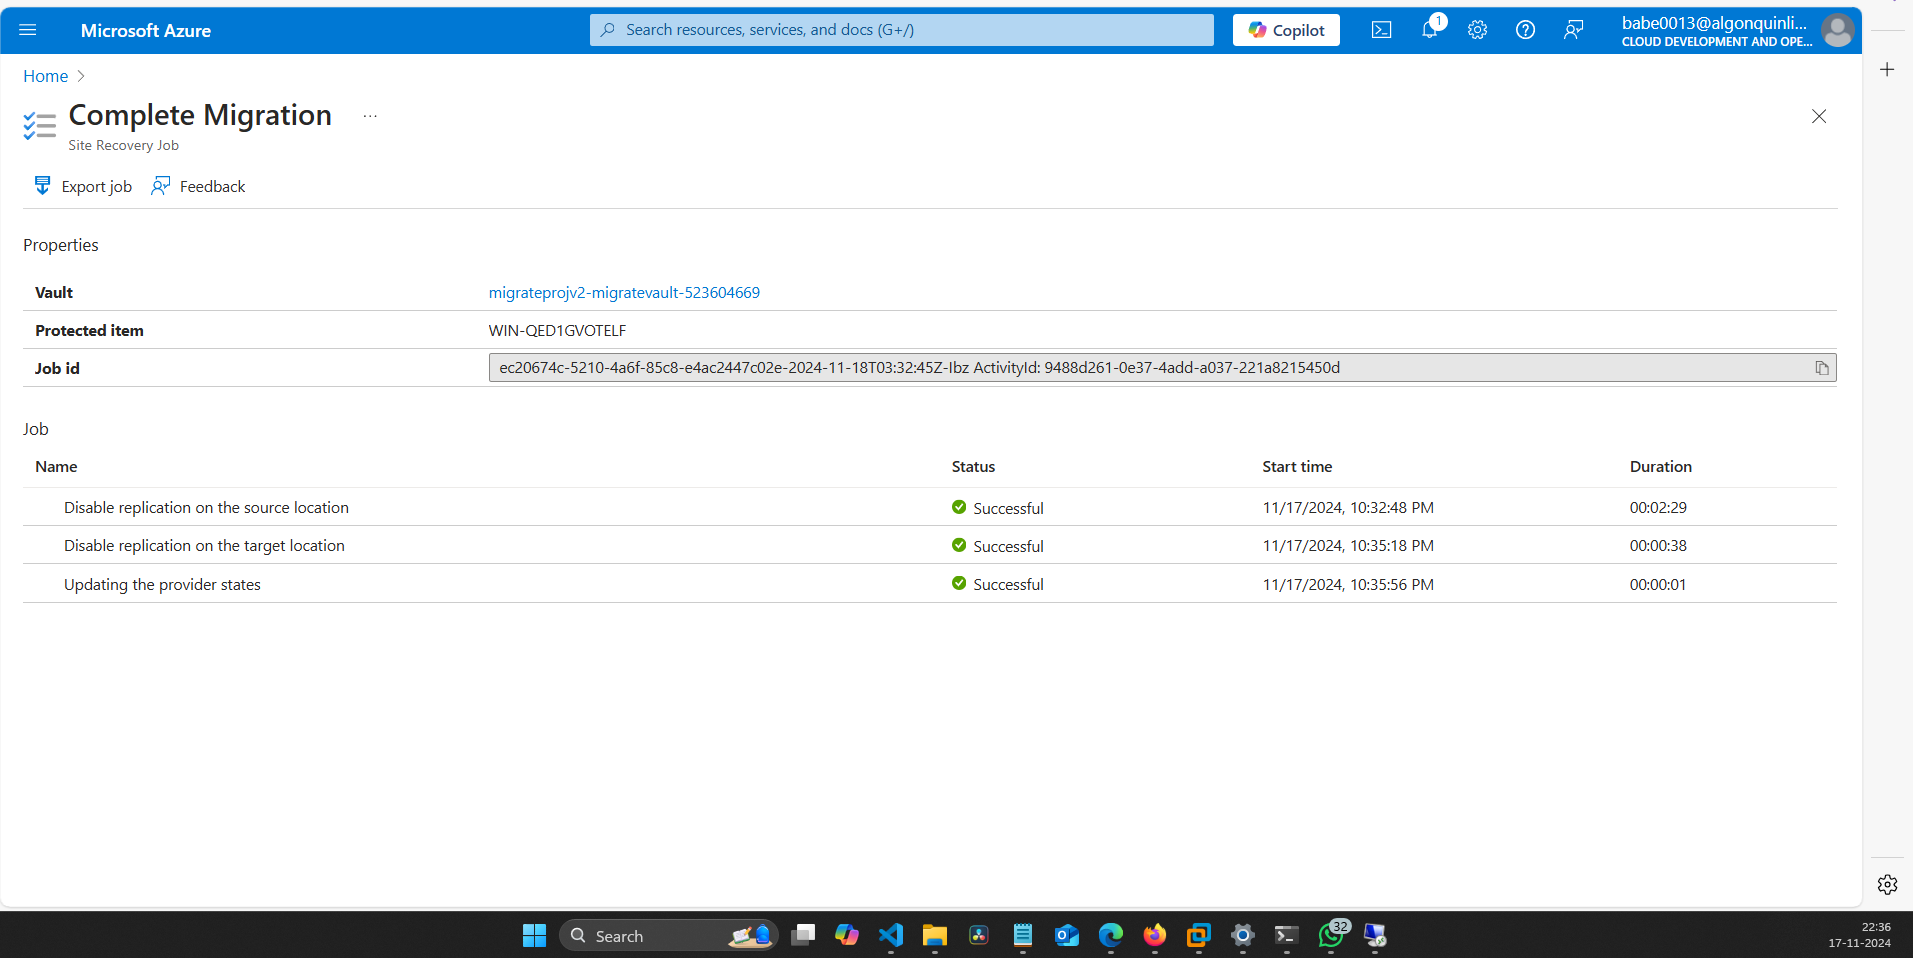 Microsoft Azure
Search resources, services, and docs (G+/)
Copilot
1
babe0013@algonquinli...
CLOUD DEVELOPMENT AND OPE...
Home
Complete Migration
...
Site Recovery Job
Export job
Feedback
Properties
Vault migrateprojv2-migratevault-523604669
Protected item WIN-QED1GVOTELF
Job id ec20674c-5210-4a6f-85c8-e4ac2447c02e-2024-11-18T03:32:45Z-Ibz ActivityId: 9488d261-0e37-4add-a037-221a8215450d
Job
Name Status Start time Duration
Disable replication on the source location Successful 11/17/2024, 10:32:48 PM 00:02:29
Disable replication on the target location Successful 11/17/2024, 10:35:18 PM 00:00:38
Updating the provider states Successful 11/17/2024, 10:35:56 PM 00:00:01
Search
32
22:36
17-11-2024